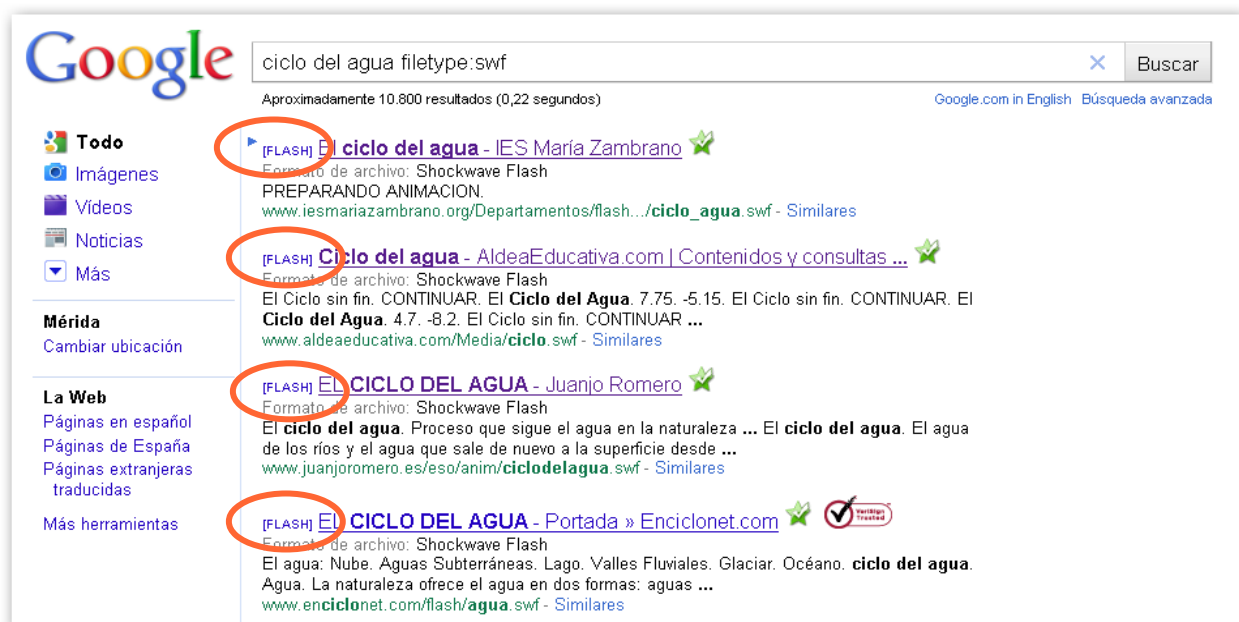 Google
ciclo del agua filetype:swf
× Buscar
Aproximadamente 10.800 resultados (0,22 segundos)
Google.com in English Búsqueda avanzada
Todo
Imágenes
Vídeos
Noticias
Más
Mérida
Cambiar ubicación
La Web
Páginas en español
Páginas de España
Páginas extranjeras
traducidas
Más herramientas
[FLASH] El ciclo del agua - IES María Zambrano
Formato de archivo: Shockwave Flash
PREPARANDO ANIMACION.
www.iesmariazambrano.org/Departamentos/flash.../ciclo_agua.swf - Similares
[FLASH] Ciclo del agua - AldeaEducativa.com | Contenidos y consultas ...
Formato de archivo: Shockwave Flash
El Ciclo sin fin. CONTINUAR. El Ciclo del Agua. 7.75. -5.15. El Ciclo sin fin. CONTINUAR. El
Ciclo del Agua. 4.7. -8.2. El Ciclo sin fin. CONTINUAR ...
www.aldeaeducativa.com/Media/ciclo.swf - Similares
[FLASH] EL CICLO DEL AGUA - Juanjo Romero
Formato de archivo: Shockwave Flash
El ciclo del agua. Proceso que sigue el agua en la naturaleza ... El ciclo del agua. El agua
de los ríos y el agua que sale de nuevo a la superficie desde ...
www.juanjoromero.es/eso/anim/ciclodelagua.swf - Similares
[FLASH] EL CICLO DEL AGUA - Portada » Enciclonet.com
VeriSign
Trusted
Formato de archivo: Shockwave Flash
El agua: Nube. Aguas Subterráneas. Lago. Valles Fluviales. Glaciar. Océano. ciclo del agua.
Agua. La naturaleza ofrece el agua en dos formas: aguas ...
www.enciclonet.com/flash/agua.swf - Similares